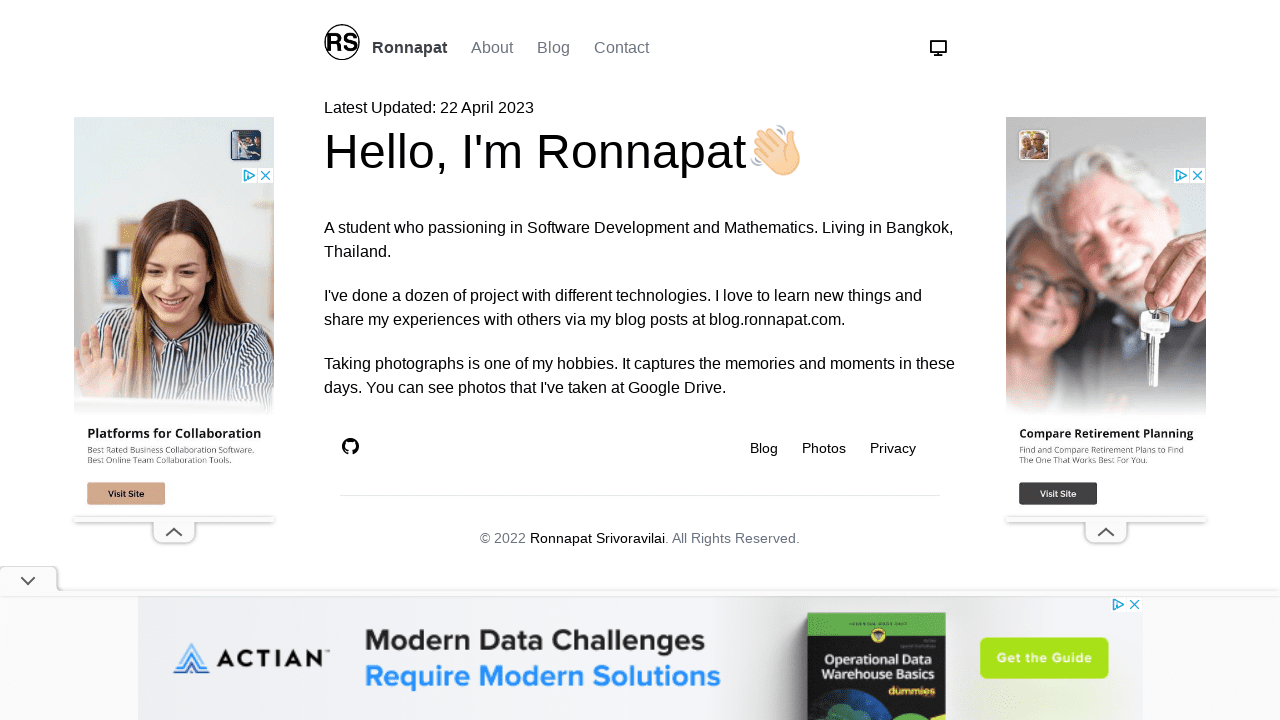 RS
Ronnapat About Blog Contact
Latest Updated: 22 April 2023
Hello, I'm Ronnapat
A student who passioning in Software Development and Mathematics. Living in Bangkok,
Thailand.
I've done a dozen of project with different technologies. I love to learn new things and
share my experiences with others via my blog posts at blog.ronnapat.com.
Taking photographs is one of my hobbies. It captures the memories and moments in these
days. You can see photos that I've taken at Google Drive.
Blog Photos Privacy
© 2022 Ronnapat Srivoravilai. All Rights Reserved.
Platforms for Collaboration
Best Rated Business Collaboration Software.
Best Online Team Collaboration Tools.
Visit Site
Compare Retirement Planning
Find and Compare Retirement Plans to Find
The One That Works Best For You.
Visit Site
ACTIAN
Modern Data Challenges
Require Modern Solutions
Operational Data
Warehouse Basics
dummies
Get the Guide